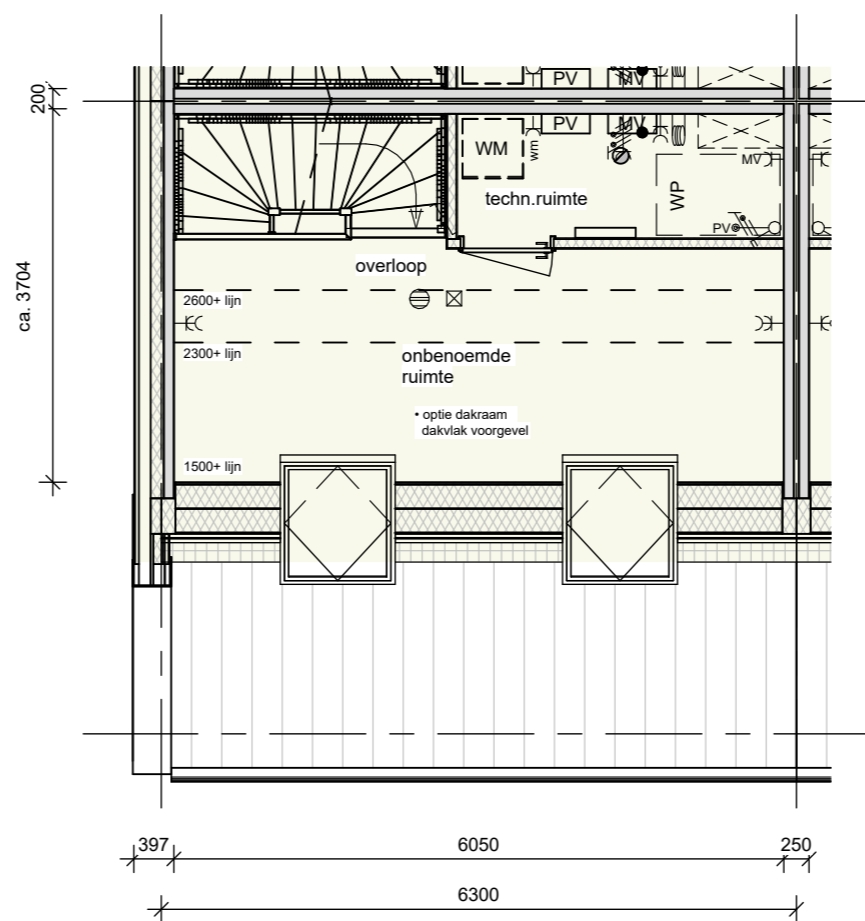 PV MV
200
PV MV
WM
wm
MV
techn.ruimte
WP
PV
overloop
2600+ lijn
ca. 3704
2300+ lijn
onbenoemde
ruimte
• optie dakraam
dakvlak voorgevel
1500+ lijn
397 6050 250
6300